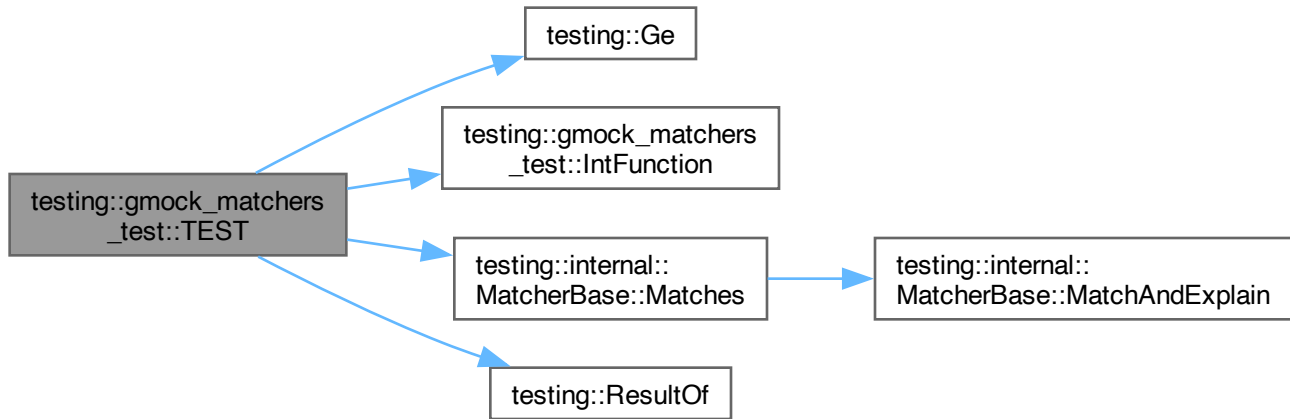 testing::Ge
testing::gmock_matchers
_test::IntFunction
testing::gmock_matchers
_test::TEST
testing::internal::
MatcherBase::Matches
testing::internal::
MatcherBase::MatchAndExplain
testing::ResultOf